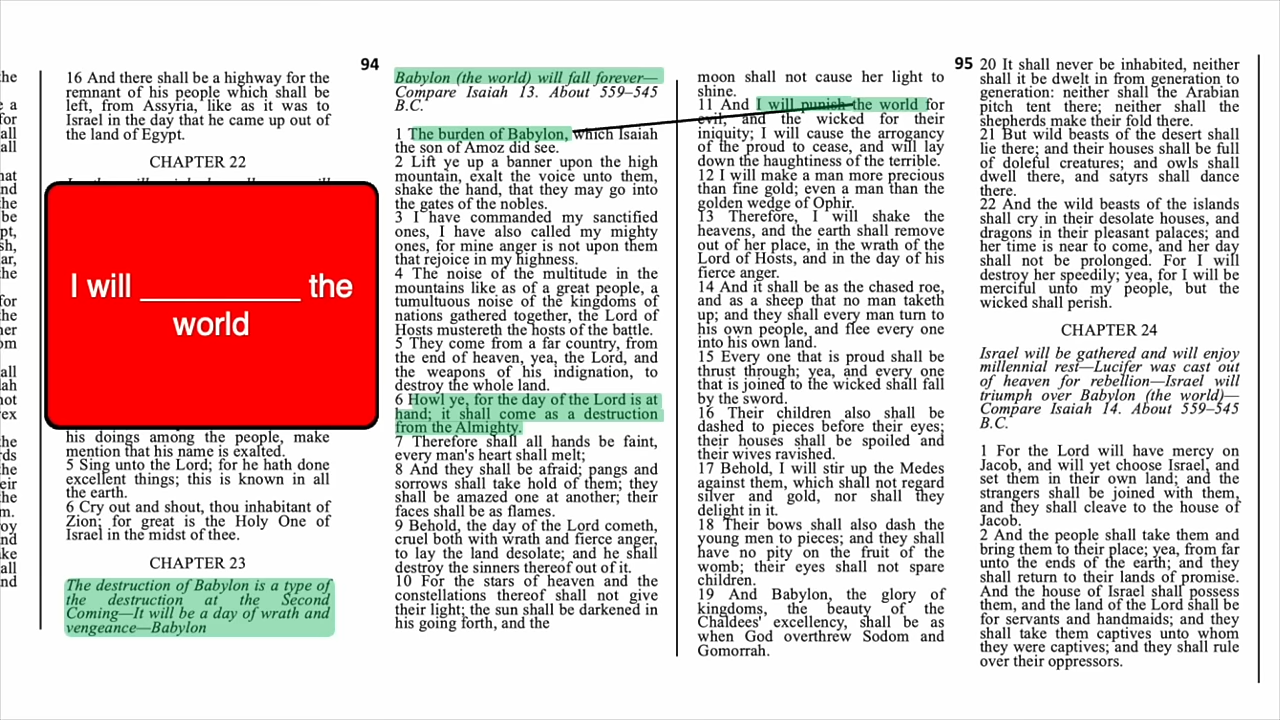 16 And there shall be a highway for the
remnant of his people which shall be
left, from Assyria, like as it was to
Israel in the day that he came up out of
the land of Egypt.
CHAPTER 22
I will __________ the
world
his doings among the people, make
mention that his name is exalted.
5 Sing unto the Lord; for he hath done
excellent things; this is known in all
the earth.
6 Cry out and shout, thou inhabitant of
Zion; for great is the Holy One of
Israel in the midst of thee.
CHAPTER 23
The destruction of Babylon is a type of
the destruction at the Second
Coming—It will be a day of wrath and
vengeance—Babylon
94
Babylon (the world) will fall forever—
Compare Isaiah 13. About 559–545
B.C.
1 The burden of Babylon, which Isaiah
the son of Amoz did see.
2 Lift ye up a banner upon the high
mountain, exalt the voice unto them,
shake the hand, that they may go into
the gates of the nobles.
3 I have commanded my sanctified
ones, I have also called my mighty
ones, for mine anger is not upon them
that rejoice in my highness.
4 The noise of the multitude in the
mountains like as of a great people, a
tumultuous noise of the kingdoms of
nations gathered together, the Lord of
Hosts mustereth the hosts of the battle.
5 They come from a far country, from
the end of heaven, yea, the Lord, and
the weapons of his indignation, to
destroy the whole land.
6 Howl ye, for the day of the Lord is at
hand; it shall come as a destruction
from the Almighty.
7 Therefore shall all hands be faint,
every man's heart shall melt;
8 And they shall be afraid; pangs and
sorrows shall take hold of them; they
shall be amazed one at another; their
faces shall be as flames.
9 Behold, the day of the Lord cometh,
cruel both with wrath and fierce anger,
to lay the land desolate; and he shall
destroy the sinners thereof out of it.
10 For the stars of heaven and the
constellations thereof shall not give
their light; the sun shall be darkened in
his going forth, and the
moon shall not cause her light to
shine.
11 And I will punish the world for
evil, and the wicked for their
iniquity; I will cause the arrogancy
of the proud to cease, and will lay
down the haughtiness of the terrible.
12 I will make a man more precious
than fine gold; even a man than the
golden wedge of Ophir.
13 Therefore, I will shake the
heavens, and the earth shall remove
out of her place, in the wrath of the
Lord of Hosts, and in the day of his
fierce anger.
14 And it shall be as the chased roe,
and as a sheep that no man taketh
up; and they shall every man turn to
his own people, and flee every one
into his own land.
15 Every one that is proud shall be
thrust through; yea, and every one
that is joined to the wicked shall fall
by the sword.
16 Their children also shall be
dashed to pieces before their eyes;
their houses shall be spoiled and
their wives ravished.
17 Behold, I will stir up the Medes
against them, which shall not regard
silver and gold, nor shall they
delight in it.
18 Their bows shall also dash the
young men to pieces; and they shall
have no pity on the fruit of the
womb; their eyes shall not spare
children.
19 And Babylon, the glory of
kingdoms, the beauty of the
Chaldees' excellency, shall be as
when God overthrew Sodom and
Gomorrah.
95
20 It shall never be inhabited, neither
shall it be dwelt in from generation to
generation: neither shall the Arabian
pitch tent there; neither shall the
shepherds make their fold there.
21 But wild beasts of the desert shall
lie there; and their houses shall be full
of doleful creatures; and owls shall
dwell there, and satyrs shall dance
there.
22 And the wild beasts of the islands
shall cry in their desolate houses, and
dragons in their pleasant palaces; and
her time is near to come, and her day
shall not be prolonged. For I will
destroy her speedily; yea, for I will be
merciful unto my people, but the
wicked shall perish.
CHAPTER 24
Israel will be gathered and will enjoy
millennial rest—Lucifer was cast out
of heaven for rebellion—Israel will
triumph over Babylon (the world)—
Compare Isaiah 14. About 559–545
B.C.
1 For the Lord will have mercy on
Jacob, and will yet choose Israel, and
set them in their own land; and the
strangers shall be joined with them,
and they shall cleave to the house of
Jacob.
2 And the people shall take them and
bring them to their place; yea, from far
unto the ends of the earth; and they
shall return to their lands of promise.
And the house of Israel shall possess
them, and the land of the Lord shall be
for servants and handmaids; and they
shall take them captives unto whom
they were captives; and they shall rule
over their oppressors.